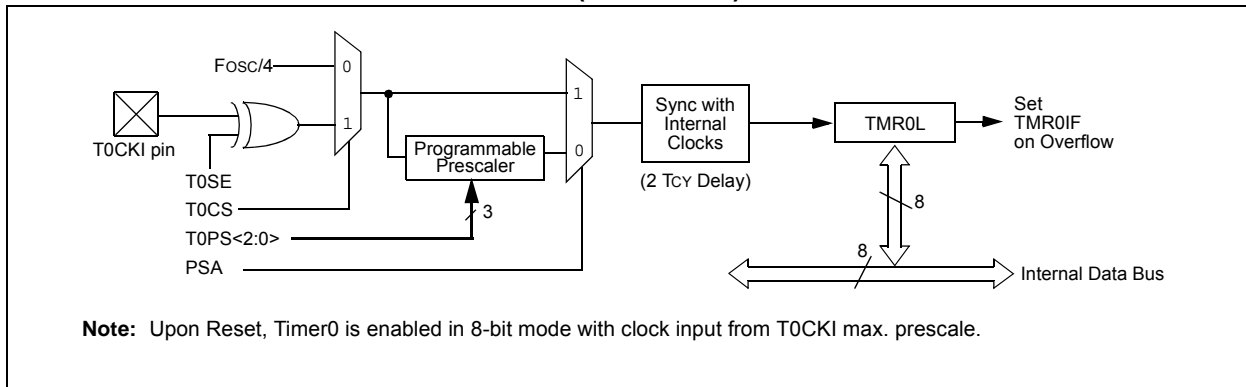 FOSC/4
0
1
T0CKI pin
T0SE
T0CS
T0PS<2:0>
PSA
Programmable
Prescaler
3
1
0
Sync with
Internal
Clocks
(2 TCY Delay)
TMR0L
Set
TMR0IF
on Overflow
8
8
Internal Data Bus
Note: Upon Reset, Timer0 is enabled in 8-bit mode with clock input from T0CKI max. prescale.